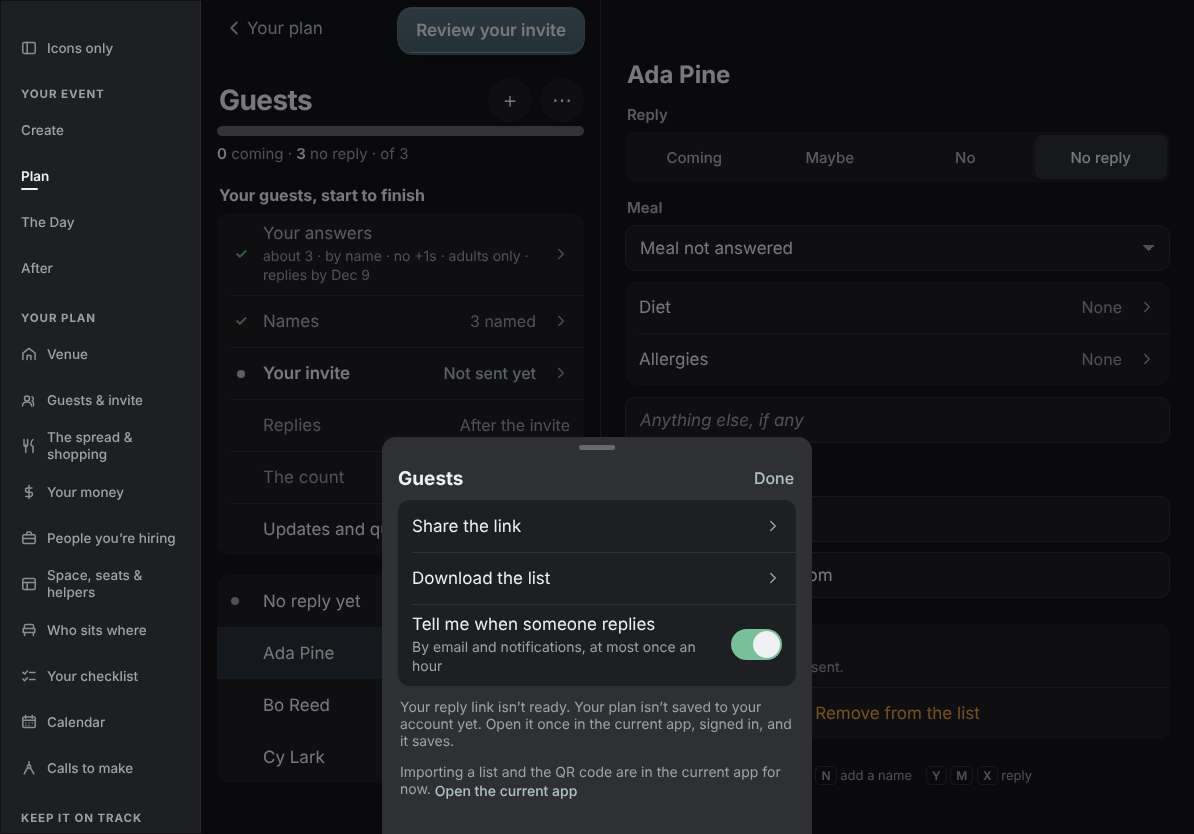 Icons only
YOUR EVENT
Create
Plan
The Day
After
YOUR PLAN
Venue
Guests & invite
The spread &
shopping
Your money
People you’re hiring
Space, seats &
helpers
Who sits where
Your checklist
Calendar
Calls to make
KEEP IT ON TRACK
Your plan
Review your invite
Guests
0 coming · 3 no reply · of 3
Your guests, start to finish
Your answers
about 3 · by name · no +1s · adults only ·
replies by Dec 9
Names 3 named
Your invite Not sent yet
Replies After the invite
The count
Updates and qu
No reply yet
Ada Pine
Bo Reed
Cy Lark
Ada Pine
Reply
Coming Maybe No No reply
Meal
Meal not answered
Diet None
Allergies None
Anything else, if any
om
sent.
Remove from the list
N add a name Y M X reply
Guests Done
Share the link
Download the list
Tell me when someone replies
By email and notifications, at most once an
hour
Your reply link isn’t ready. Your plan isn’t saved to your
account yet. Open it once in the current app, signed in, and
it saves.
Importing a list and the QR code are in the current app for
now. Open the current app